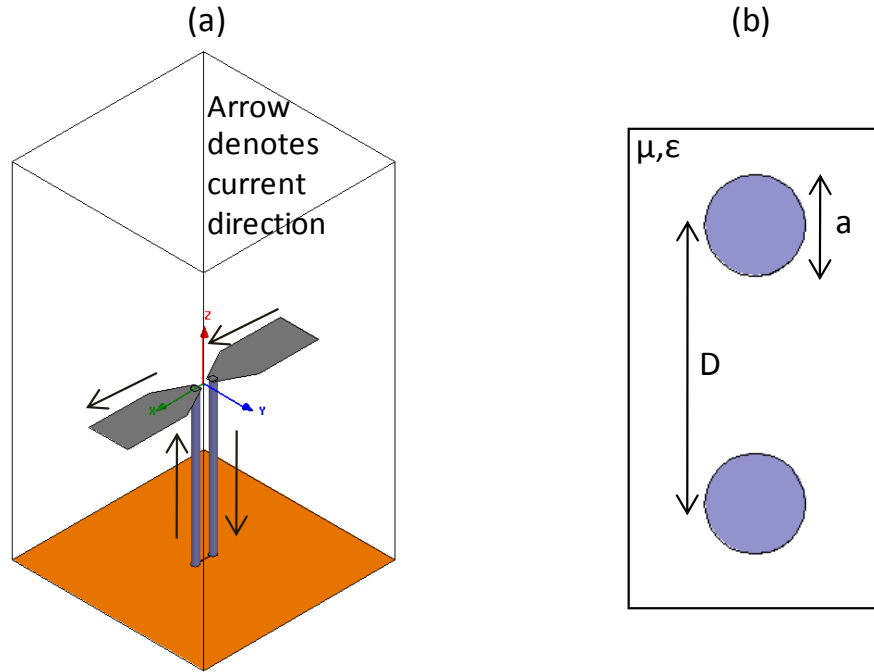 (a)
(b)
Arrow
denotes
current
direction
Z
X
Y
μ,ε
a
D